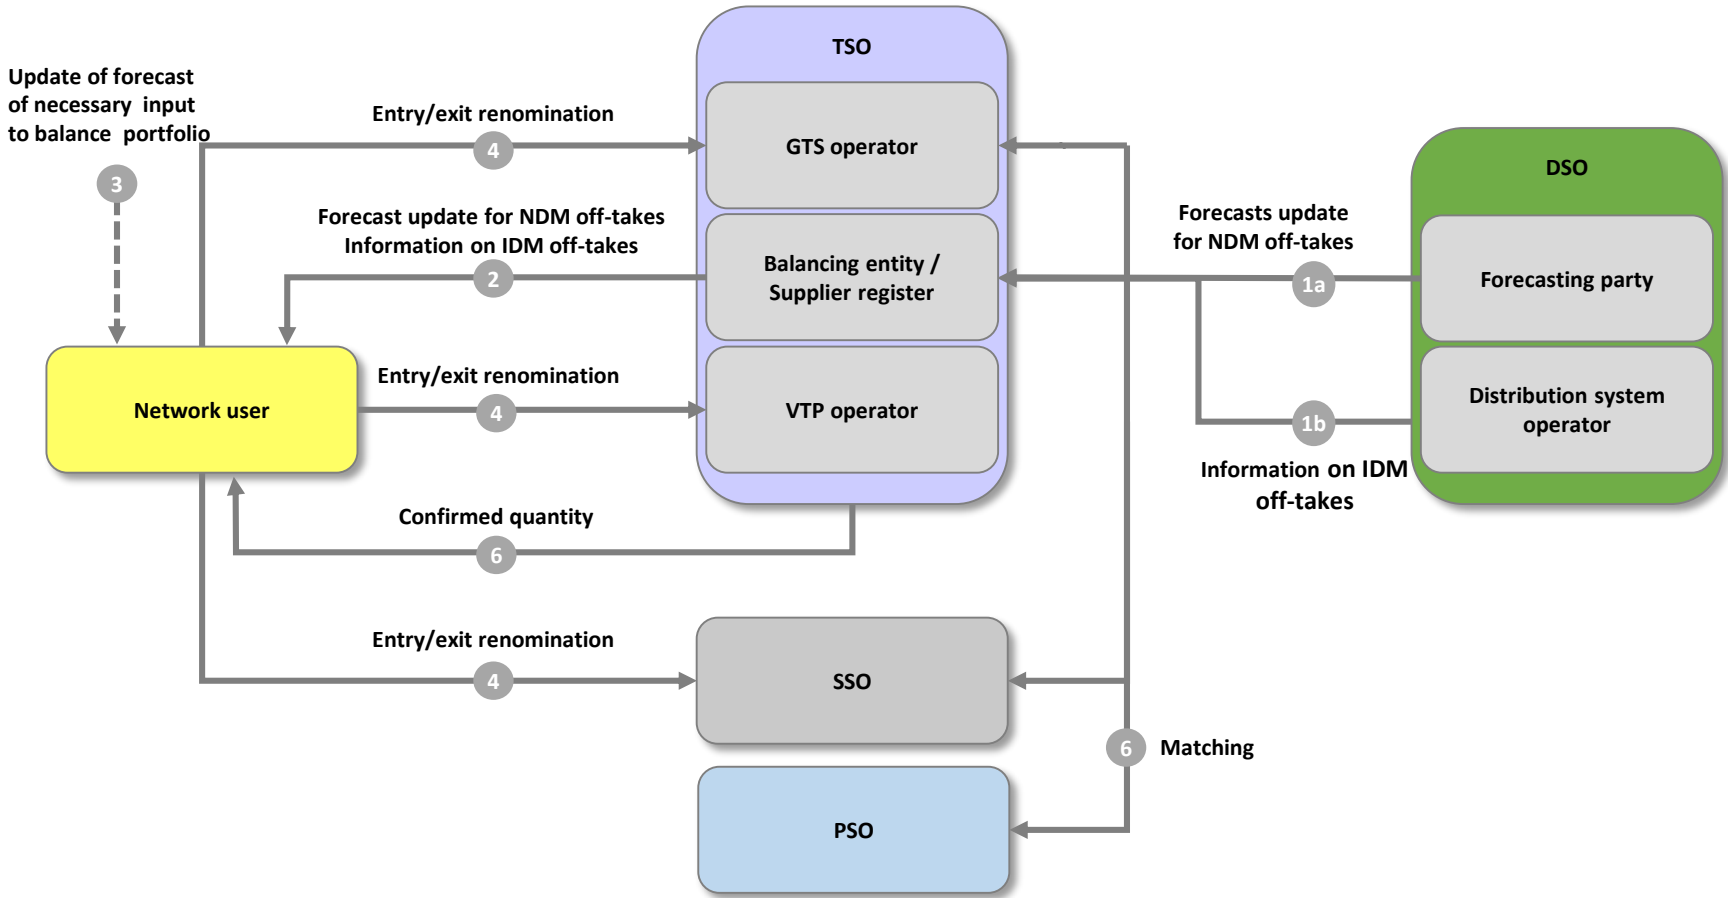 TSO
Update of forecast
of necessary input
to balance portfolio
3
Entry/exit renomination
4
GTS operator
DSO
Forecast update for NDM off-takes
Information on IDM off-takes
2
Balancing entity /
Supplier register
Forecasts update
for NDM off-takes
1a
Forecasting party
Network user
Entry/exit renomination
4
VTP operator
Distribution system
operator
1b
Information on IDM
off-takes
Confirmed quantity
6
Entry/exit renomination
4
SSO
6
Matching
PSO